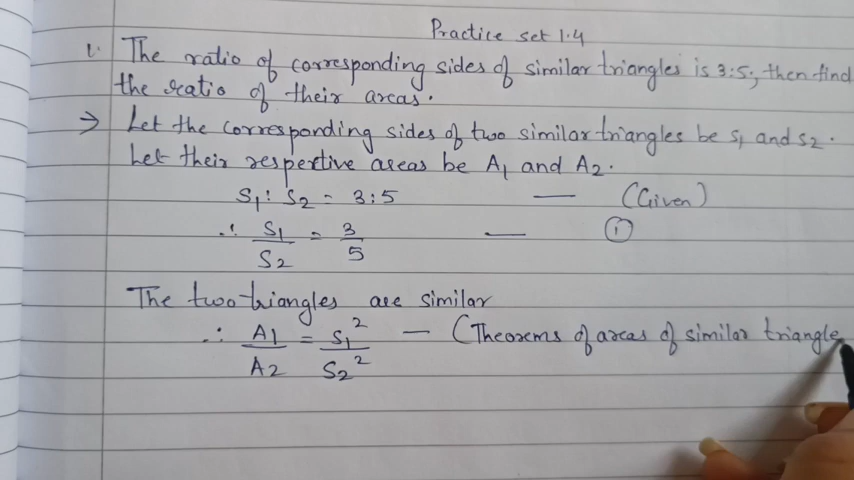 Practice set 1.4
1. The ratio of corresponding sides of similar triangles is 3:5, then find
the ratio of their areas.
⇒ Let the corresponding sides of two similar triangles be s₁ and s₂.
Let their respective areas be A₁ and A₂.
S₁ : S₂ = 3:5 — (Given)
∴ S₁/S₂ = 3/5 — ①
The two triangles are similar
∴ A1/A2 = S₁²/S₂² — (Theorems of areas of similar triangle